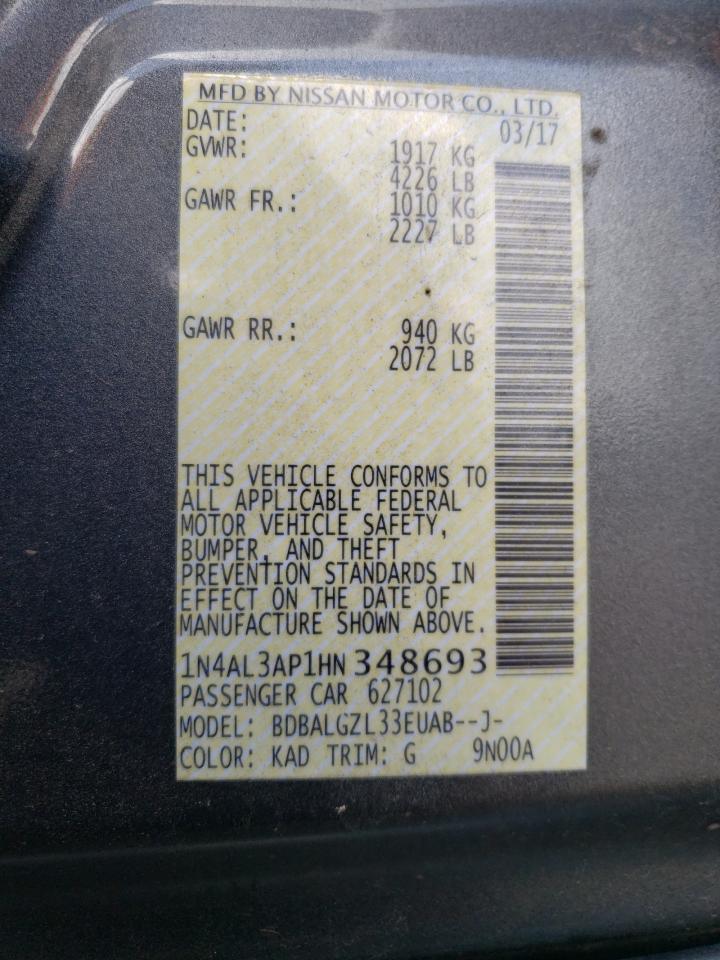 MFD BY NISSAN MOTOR CO., LTD.
DATE: 03/17
GVWR: 1917 KG
4226 LB
GAWR FR.: 1010 KG
2227 LB
GAWR RR.: 940 KG
2072 LB
THIS VEHICLE CONFORMS TO
ALL APPLICABLE FEDERAL
MOTOR VEHICLE SAFETY,
BUMPER, AND THEFT
PREVENTION STANDARDS IN
EFFECT ON THE DATE OF
MANUFACTURE SHOWN ABOVE.
1N4AL3AP1HN348693
PASSENGER CAR 627102
MODEL: BDBALGZL33EUAB--J-
COLOR: KAD TRIM: G 9N00A